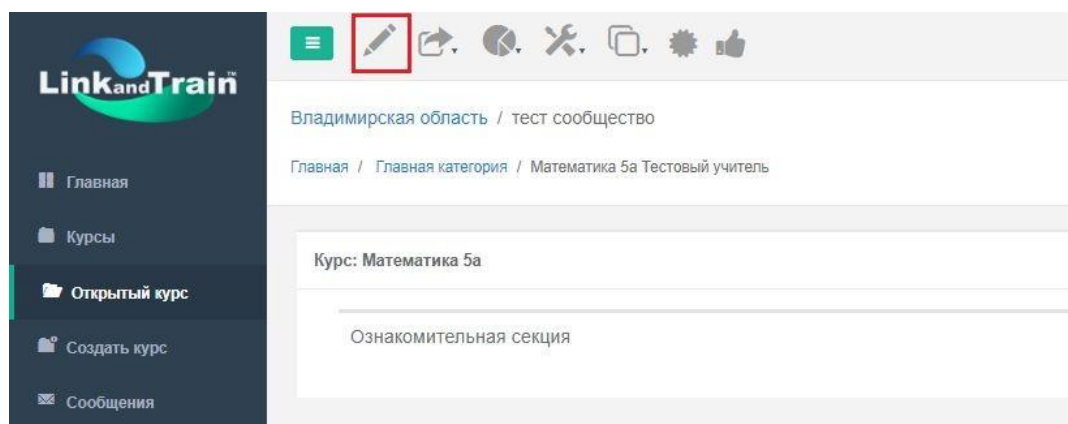 LinkandTrain
Владимирская область / тест сообщество
Главная / Главная категория / Математика 5а Тестовый учитель
Главная
Курсы
Открытый курс
Создать курс
Сообщения
Курс: Математика 5а
Ознакомительная секция